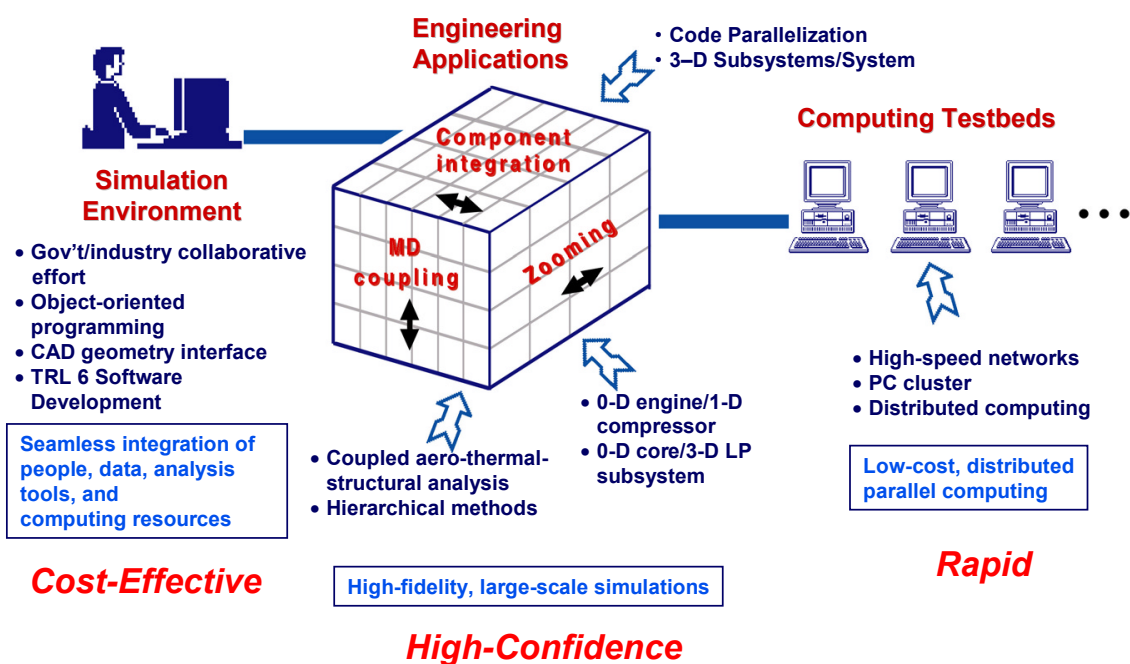 Engineering
Applications
• Code Parallelization
• 3–D Subsystems/System
Component
integration
MD
coupling
Zooming
Computing Testbeds
• • •
Simulation
Environment
• Gov’t/industry collaborative
effort
• Object-oriented
programming
• CAD geometry interface
• TRL 6 Software
Development
Seamless integration of
people, data, analysis
tools, and
computing resources
Cost-Effective
• Coupled aero-thermal-
structural analysis
• Hierarchical methods
• 0-D engine/1-D
compressor
• 0-D core/3-D LP
subsystem
High-fidelity, large-scale simulations
High-Confidence
• High-speed networks
• PC cluster
• Distributed computing
Low-cost, distributed
parallel computing
Rapid